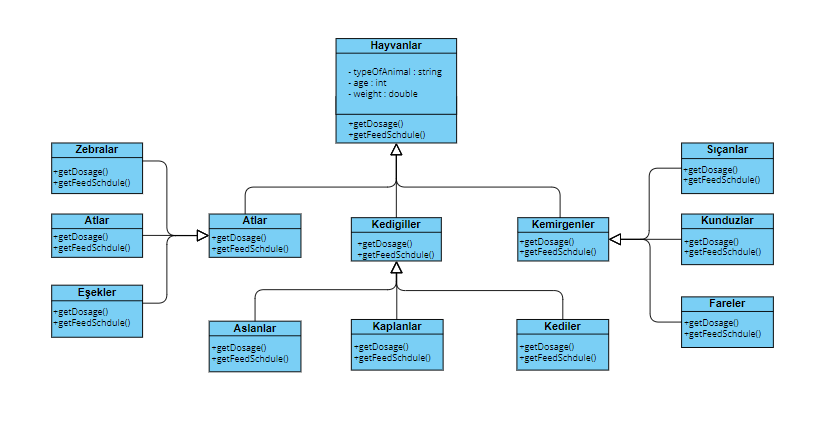 Hayvanlar
- typeOfAnimal : string
- age : int
- weight : double
+getDosage()
+getFeedSchdule()
Zebralar
+getDosage()
+getFeedSchdule()
Atlar
+getDosage()
+getFeedSchdule()
Eşekler
+getDosage()
+getFeedSchdule()
Atlar
+getDosage()
+getFeedSchdule()
Kedigiller
+getDosage()
+getFeedSchdule()
Kemirgenler
+getDosage()
+getFeedSchdule()
Sıçanlar
+getDosage()
+getFeedSchdule()
Kunduzlar
+getDosage()
+getFeedSchdule()
Fareler
+getDosage()
+getFeedSchdule()
Aslanlar
+getDosage()
+getFeedSchdule()
Kaplanlar
+getDosage()
+getFeedSchdule()
Kediler
+getDosage()
+getFeedSchdule()